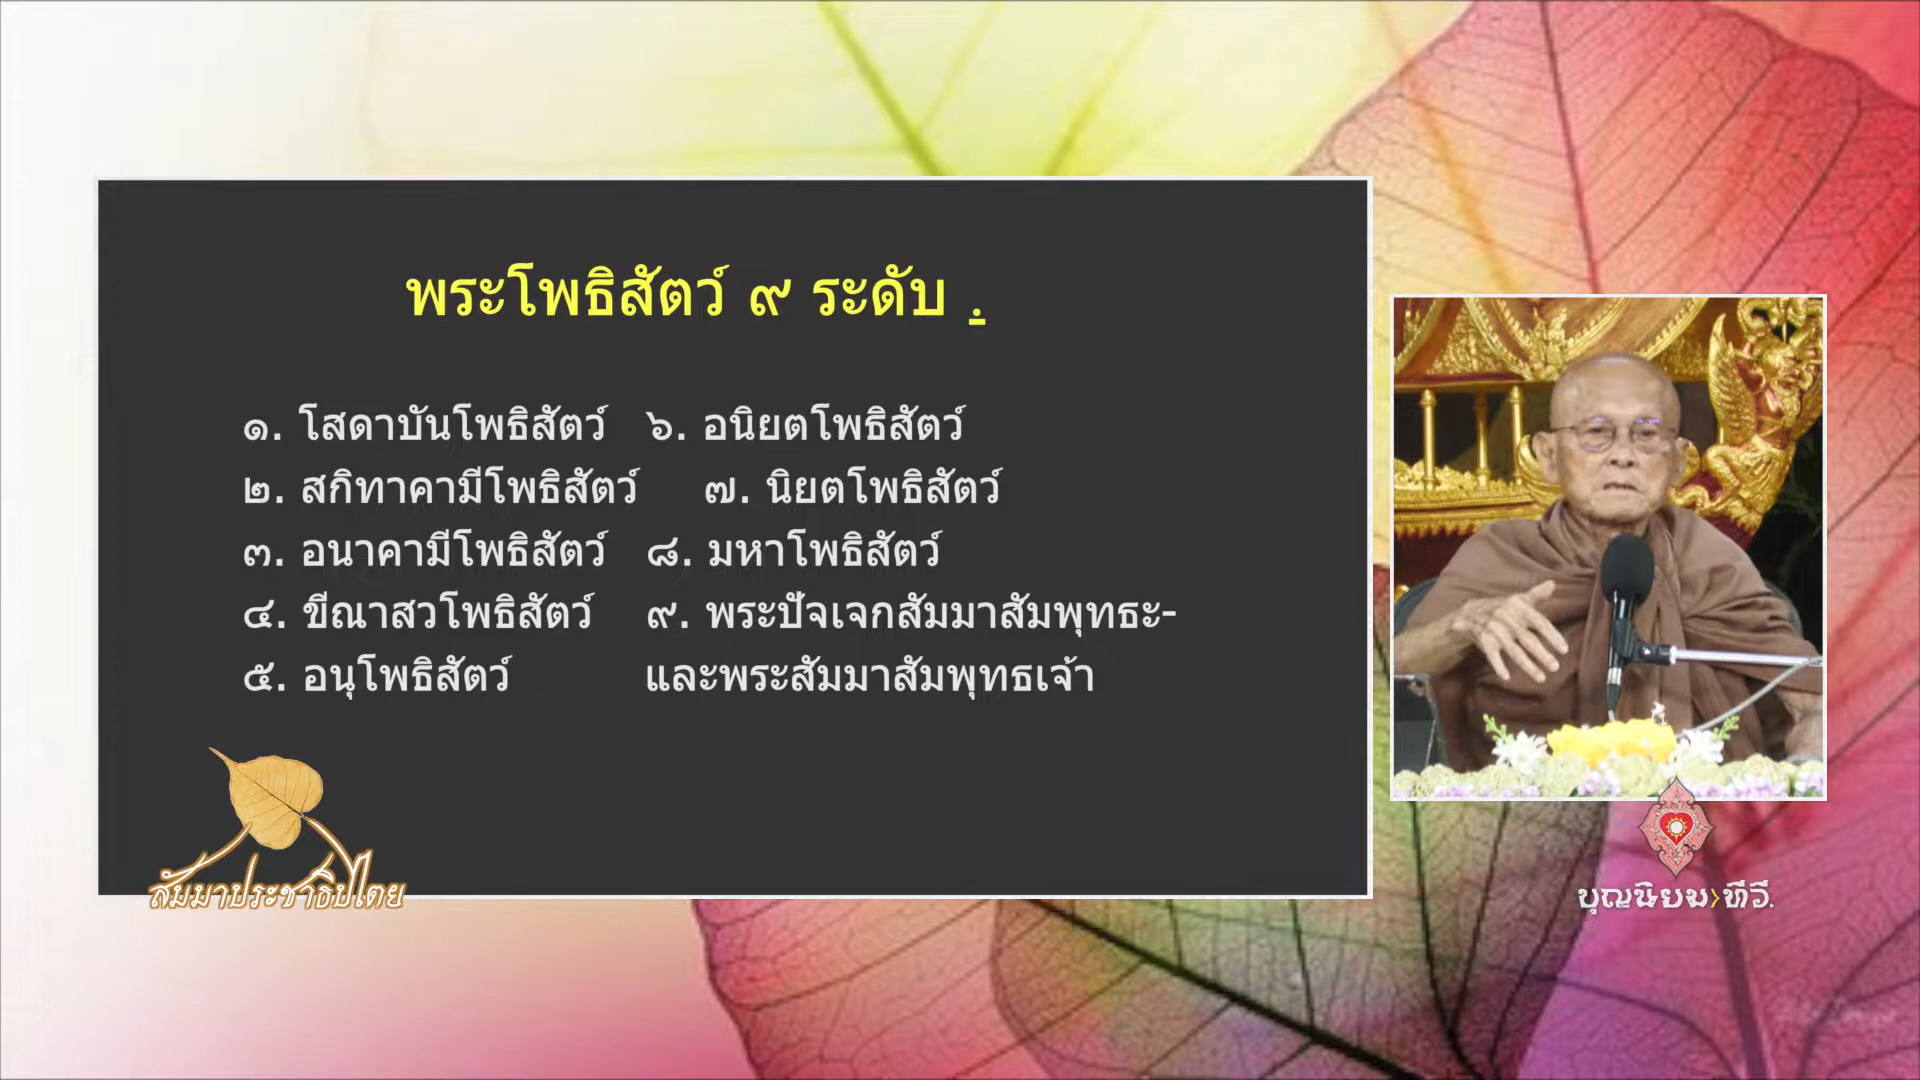 พระโพธิสัตว์ ๙ ระดับ .
๑. โสดาบันโพธิสัตว์
๒. สกิทาคามีโพธิสัตว์
๓. อนาคามีโพธิสัตว์
๔. ขีณาสวโพธิสัตว์
๕. อนุโพธิสัตว์
๖. อนิยตโพธิสัตว์
๗. นิยตโพธิสัตว์
๘. มหาโพธิสัตว์
๙. พระปัจเจกสัมมาสัมพุทธะ-
และพระสัมมาสัมพุทธเจ้า
สัมมาประชาธิปไตย
บุญนิยม>ทีวี.